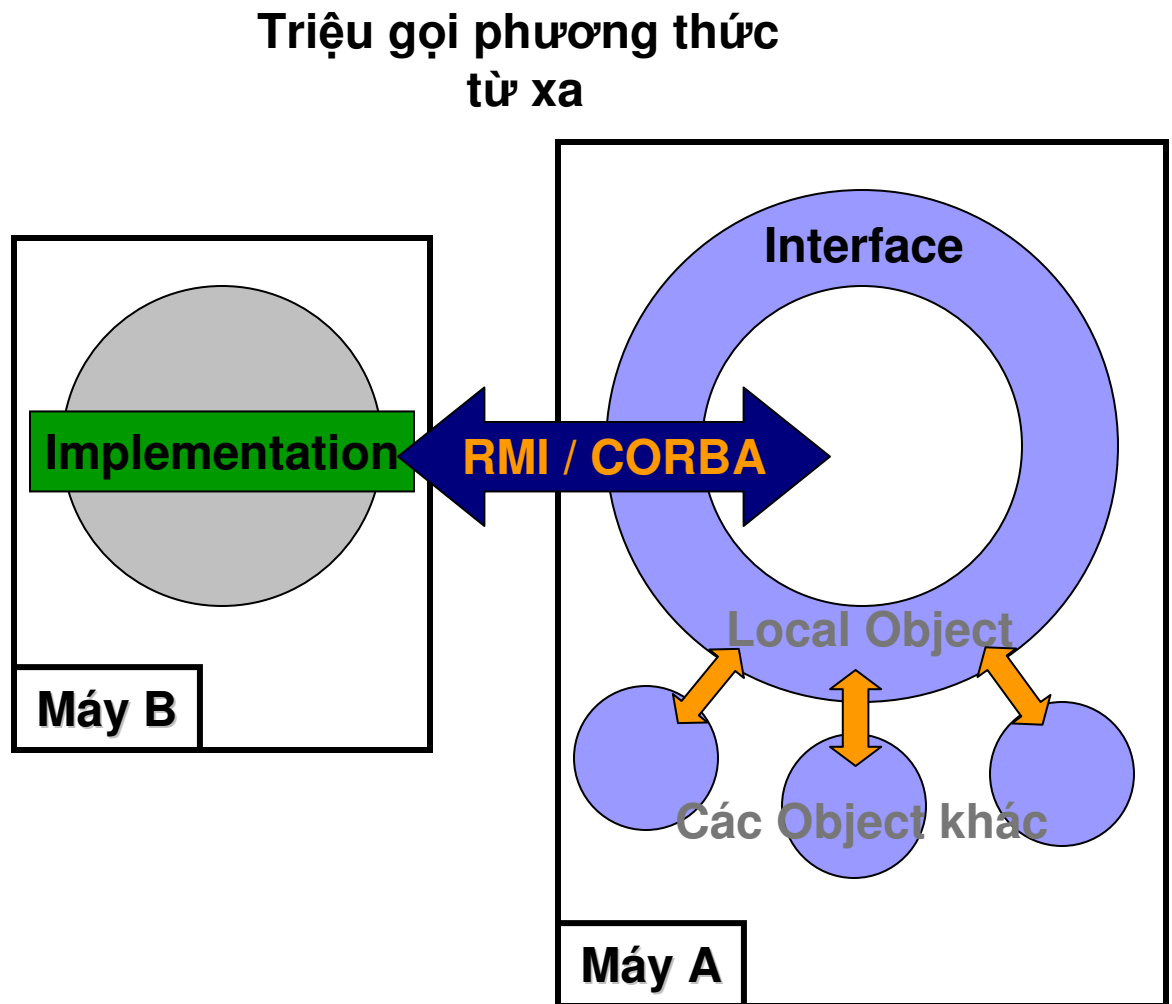 Triệu gọi phương thức
từ xa
Interface
Implementation
RMI / CORBA
Local Object
Máy B
Các Object khác
Máy A